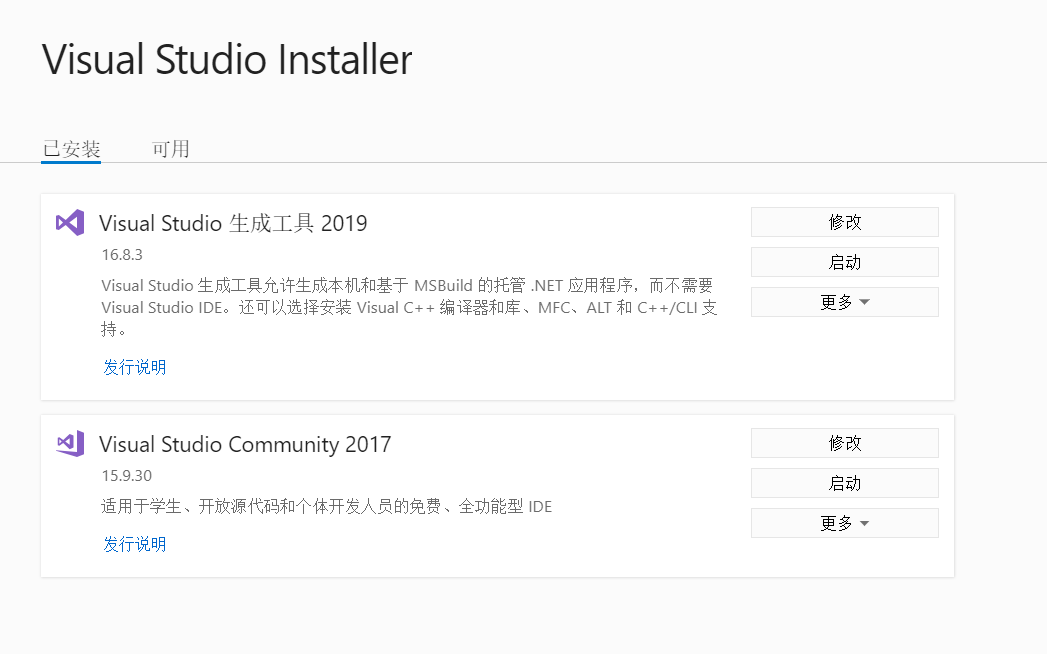 Visual Studio Installer
已安装 可用
Visual Studio 生成工具 2019
16.8.3
Visual Studio 生成工具允许生成本机和基于 MSBuild 的托管 .NET 应用程序，而不需要
Visual Studio IDE。还可以选择安装 Visual C++ 编译器和库、MFC、ALT 和 C++/CLI 支
持。
发行说明
修改
启动
更多
Visual Studio Community 2017
15.9.30
适用于学生、开放源代码和个体开发人员的免费、全功能型 IDE
发行说明
修改
启动
更多